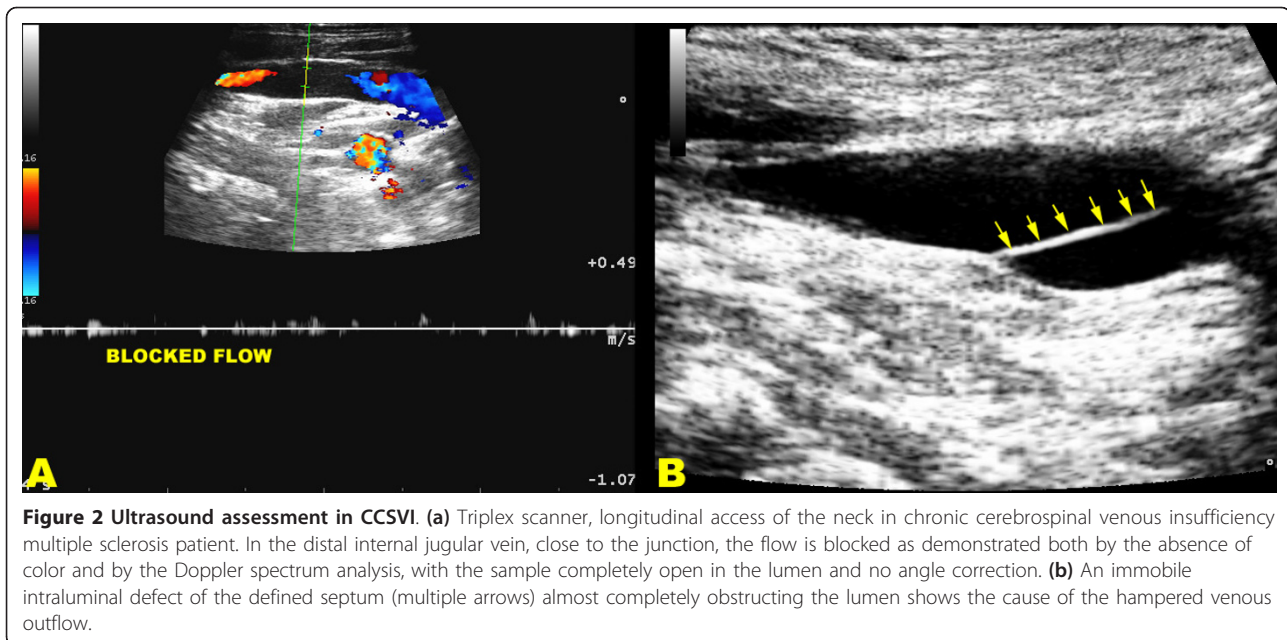 .16
.16
+0.49
m/s
BLOCKED FLOW
-1.07
A
B
Figure 2 Ultrasound assessment in CCSVI. (a) Triplex scanner, longitudinal access of the neck in chronic cerebrospinal venous insufficiency
multiple sclerosis patient. In the distal internal jugular vein, close to the junction, the flow is blocked as demonstrated both by the absence of
color and by the Doppler spectrum analysis, with the sample completely open in the lumen and no angle correction. (b) An immobile
intraluminal defect of the defined septum (multiple arrows) almost completely obstructing the lumen shows the cause of the hampered venous
outflow.